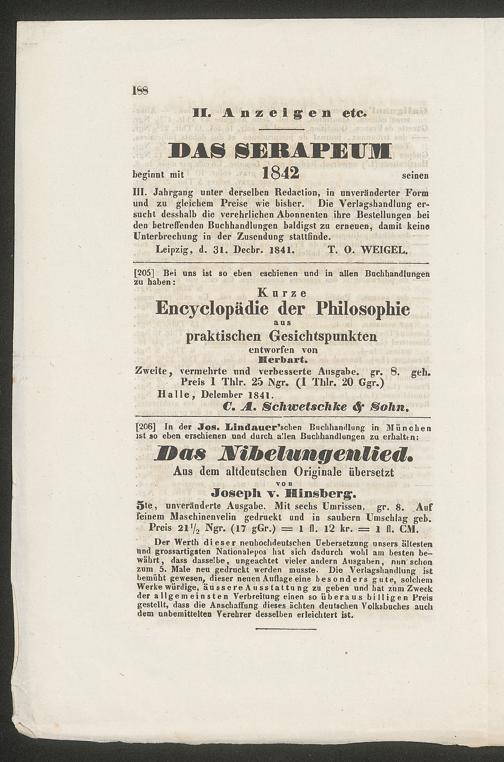 188
II. Anzeigen etc.
DAS SERAPEUM
beginnt mit 1842 seinen
III. Jahrgang unter derselben Redaction, in unveränderter Form
und zu gleichem Preise wie bisher. Die Verlagshandlung er-
sucht desshalb die verehrlichen Abonnenten ihre Bestellungen bei
den betreffenden Buchhandlungen baldigst zu erneuen, damit keine
Unterbrechung in der Zusendung stattfinde.
Leipzig, d. 31. Decbr. 1841. T. O. WEIGEL.
[205] Bei uns ist so eben eschienen und in allen Buchhandlungen
zu haben:
Kurze
Encyclopädie der Philosophie
aus
praktischen Gesichtspunkten
entworfen von
Herbart.
Zweite, vermehrte und verbesserte Ausgabe. gr. 8. geh.
Preis 1 Thlr. 25 Ngr. (1 Thlr. 20 Ggr.)
Halle, Delember 1841.
C. A. Schwetschke & Sohn.
[206] In der Jos. Lindauer'schen Buchhandlung in München
ist so eben erschienen und durch allen Buchhandlungen zu erhalten:
Das Nibelungenlied.
Aus dem altdeutschen Originale übersetzt
von
Joseph v. Hinsberg.
5te, unveränderte Ausgabe. Mit sechs Umrissen. gr. 8. Auf
feinem Maschinenvelin gedruckt und in saubern Umschlag geb.
Preis 21 1/2 Ngr. (17 gGr.) = 1 fl. 12 kr. = 1 fl. CM.
Der Werth dieser neuhochdeutschen Uebersetzung unsers ältesten
und grossartigsten Nationalepos hat sich dadurch wohl am besten be-
währt, dass dasselbe, ungeachtet vieler andern Ausgaben, nun schon
zum 5. Male neu gedruckt werden musste. Die Verlagshandlung ist
bemüht gewesen, dieser neuen Auflage eine besonders gute, solchem
Werke würdige, äussere Ausstattung zu geben und hat zum Zweck
der allgemeinsten Verbreitung einen so überaus billigen Preis
gestellt, dass die Anschaffung dieses ächten deutschen Volksbuches auch
dem unbemittelten Verehrer desselben erleichtert ist.